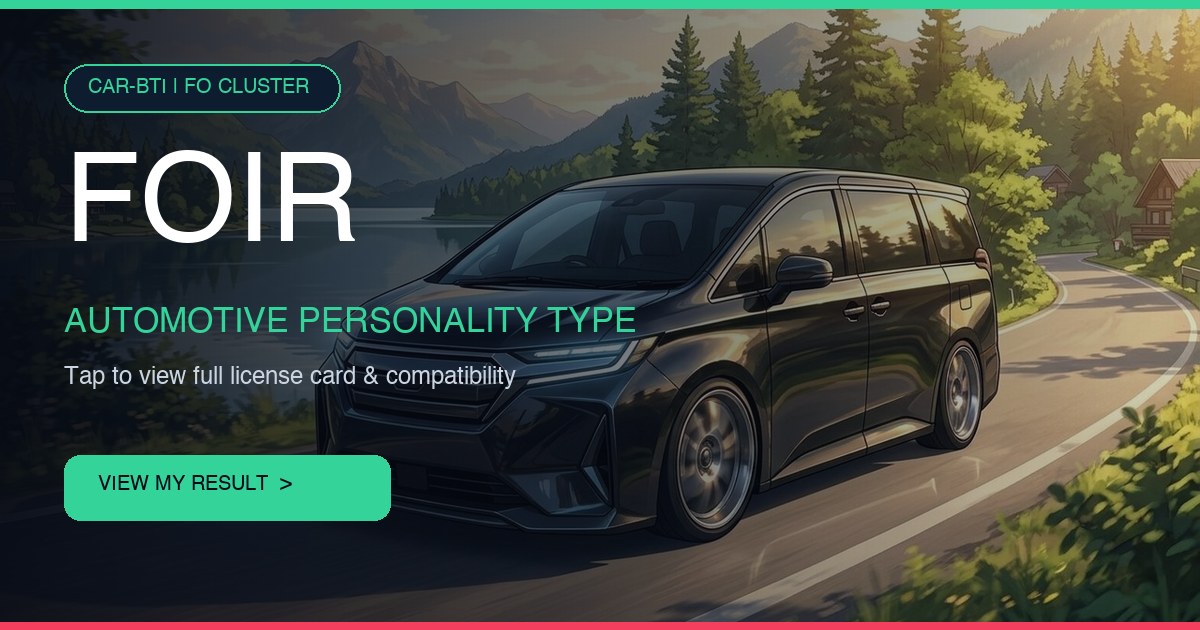 CAR-BTI | FO CLUSTER
FOIR
AUTOMOTIVE PERSONALITY TYPE
Tap to view full license card & compatibility
VIEW MY RESULT >